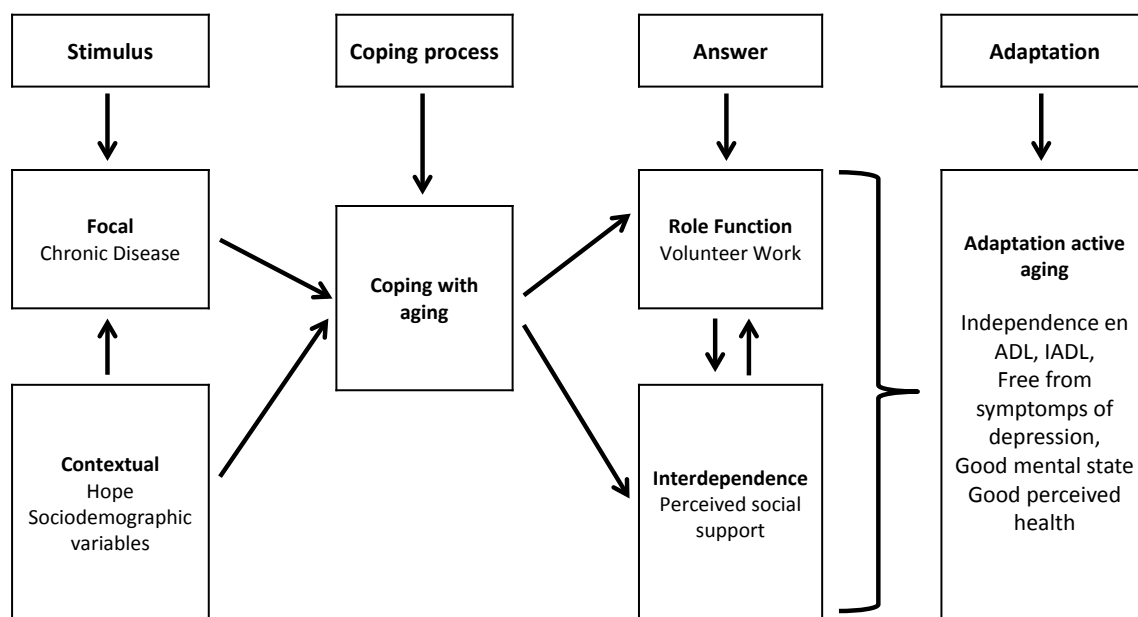 Stimulus
Coping process
Answer
Adaptation
Focal
Chronic Disease
Contextual
Hope
Sociodemographic
variables
Coping with
aging
Role Function
Volunteer Work
Interdependence
Perceived social
support
Adaptation active
aging
Independence en
ADL, IADL,
Free from
symptomps of
depression,
Good mental state
Good perceived
health